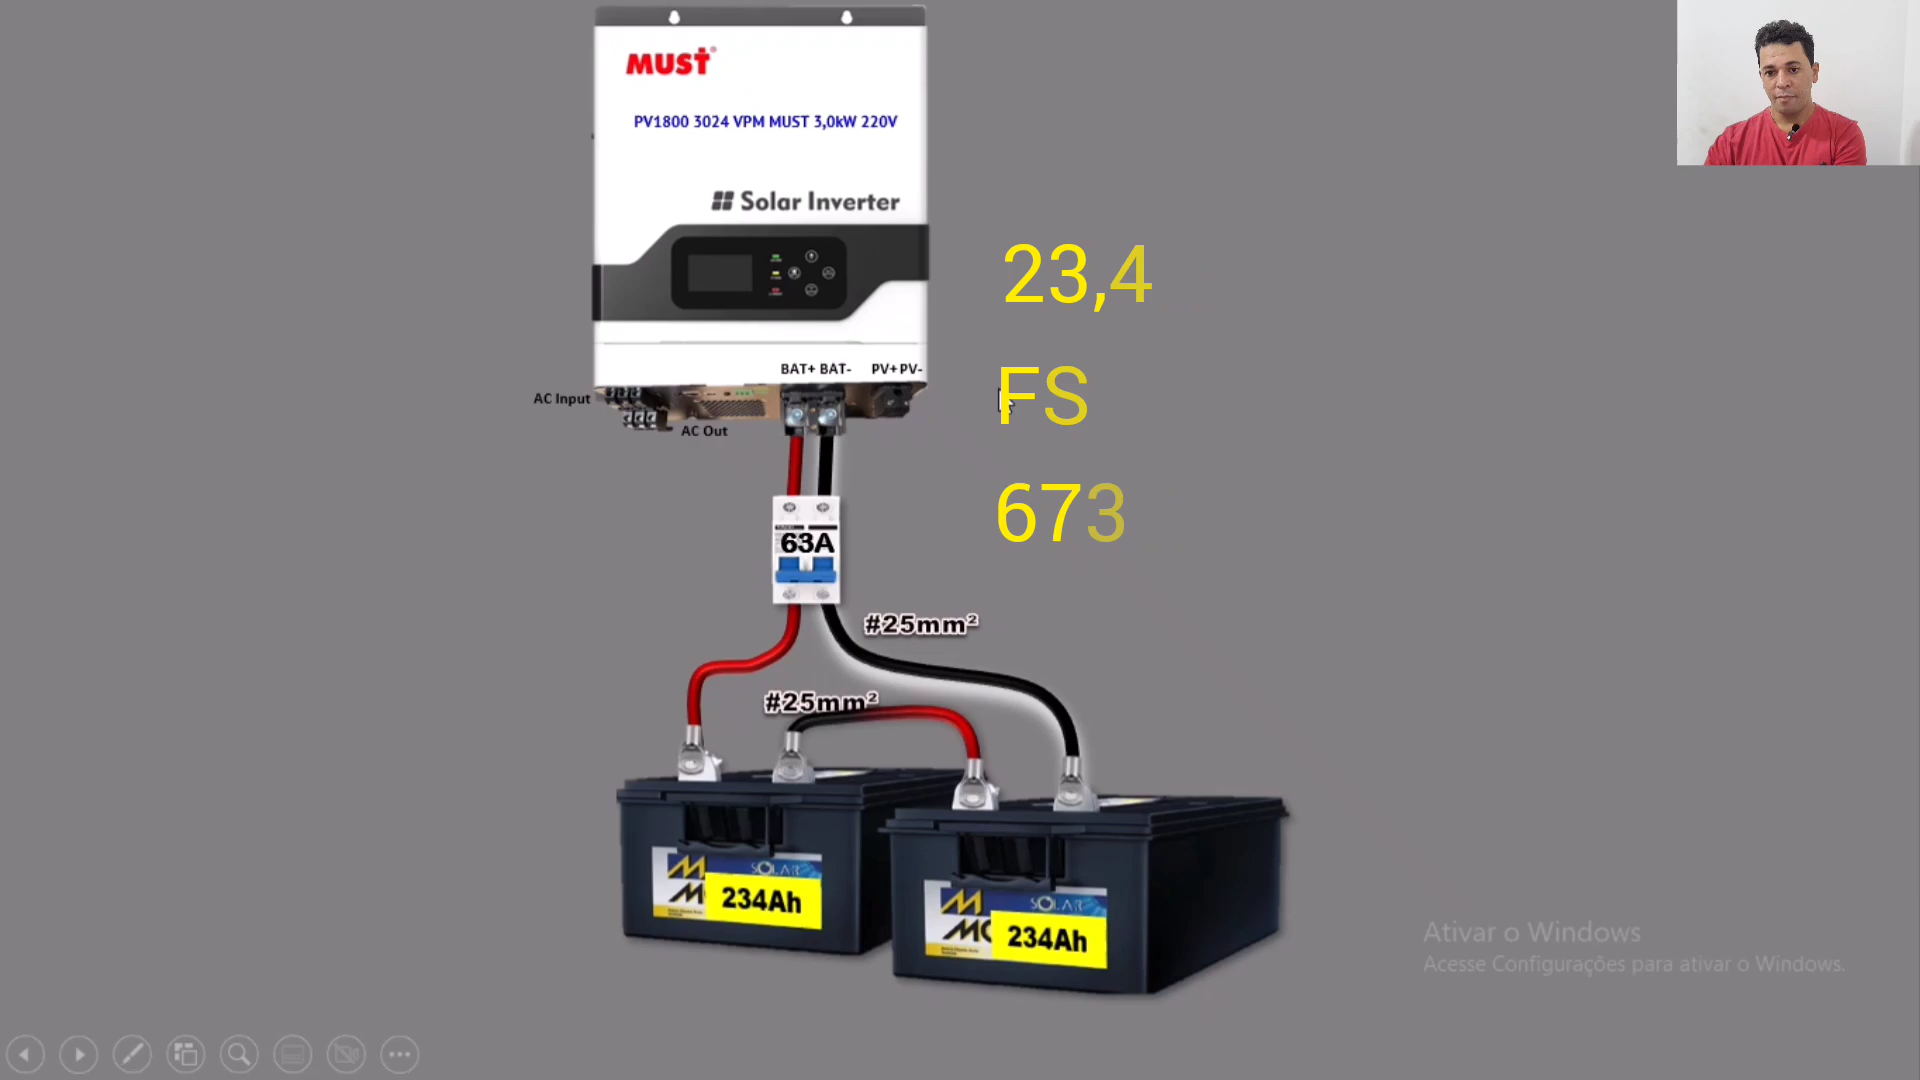 MUST
PV1800 3024 VPM MUST 3,0kW 220V
Solar Inverter
23,4
FS
673
BAT+ BAT- PV+ PV-
AC Input
AC Out
63A
#25mm²
#25mm²
SOLAR
234Ah
SOLAR
234Ah
Ativar o Windows
Acesse Configurações para ativar o Windows.